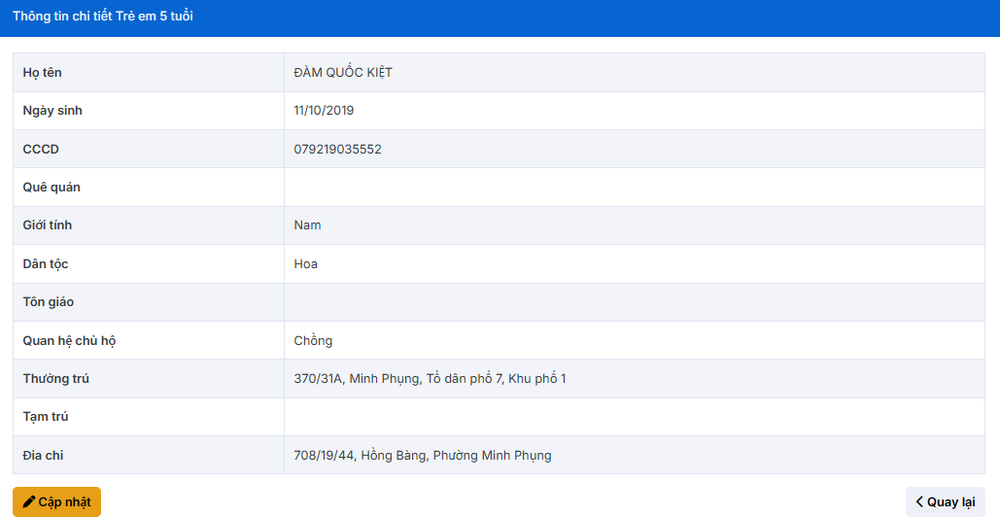 Thông tin chi tiết Trẻ em 5 tuổi
Họ tên ĐÀM QUỐC KIỆT
Ngày sinh 11/10/2019
CCCD 079219035552
Quê quán
Giới tính Nam
Dân tộc Hoa
Tôn giáo
Quan hệ chủ hộ Chồng
Thường trú 370/31A, Minh Phụng, Tổ dân phố 7, Khu phố 1
Tạm trú
Đia chỉ 708/19/44, Hồng Bàng, Phường Minh Phụng
Cập nhật Quay lại